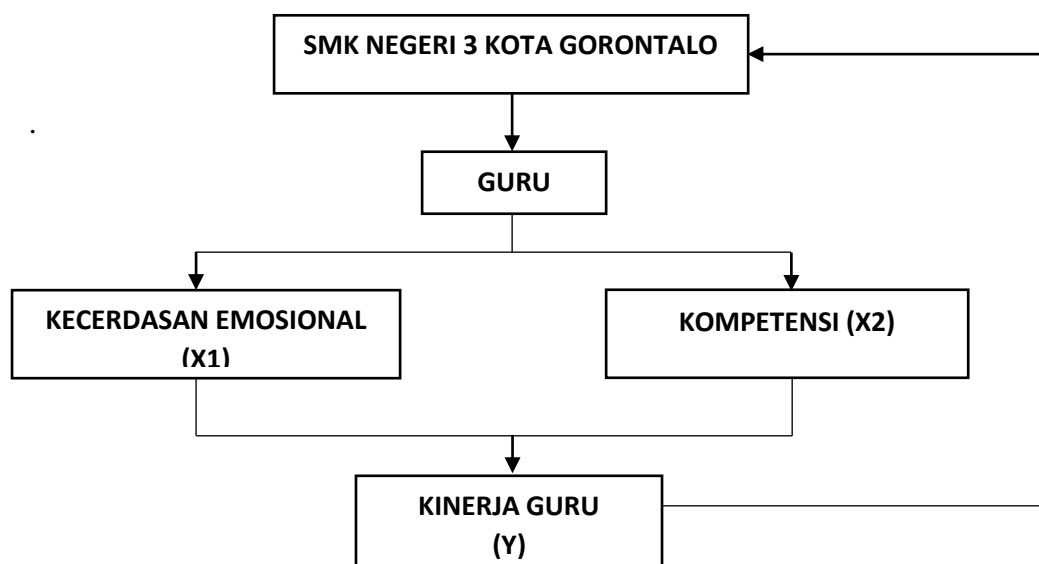 SMK NEGERI 3 KOTA GORONTALO
GURU
KECERDASAN EMOSIONAL
(X1)
KOMPETENSI (X2)
KINERJA GURU
(Y)